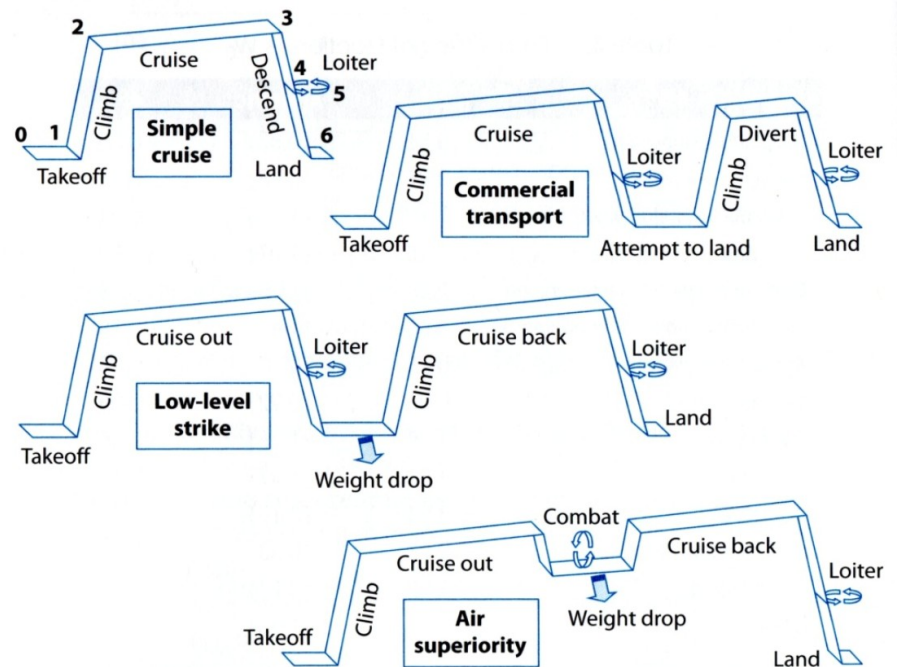 2
3
Cruise
Climb
Descend
4
Loiter
5
0
1
Simple
cruise
6
Takeoff
Land
Cruise
Climb
Commercial
transport
Loiter
Climb
Divert
Loiter
Takeoff
Attempt to land
Land
Cruise out
Climb
Low-level
strike
Loiter
Climb
Cruise back
Loiter
Land
Takeoff
Weight drop
Combat
Cruise out
Cruise back
Climb
Air
superiority
Weight drop
Loiter
Takeoff
Land